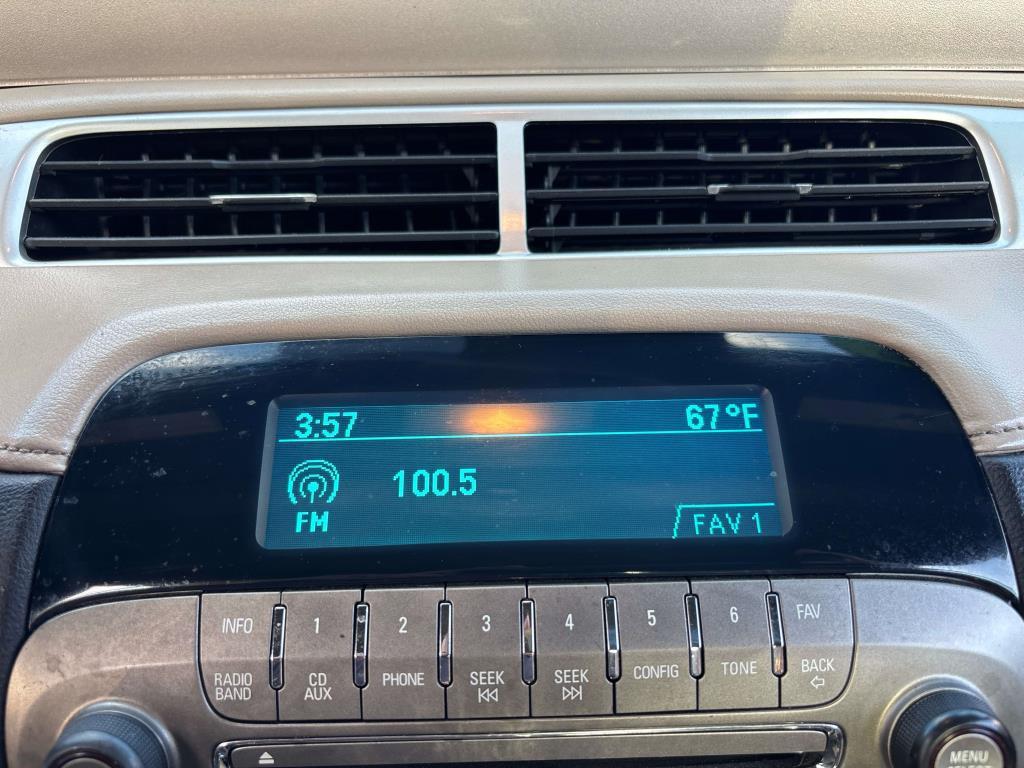 3:57 67°F
100.5
FM
FAV 1
INFO 1 2 3 4 5 6 FAV
RADIO BAND CD AUX PHONE SEEK SEEK CONFIG TONE BACK
MENU
SELECT